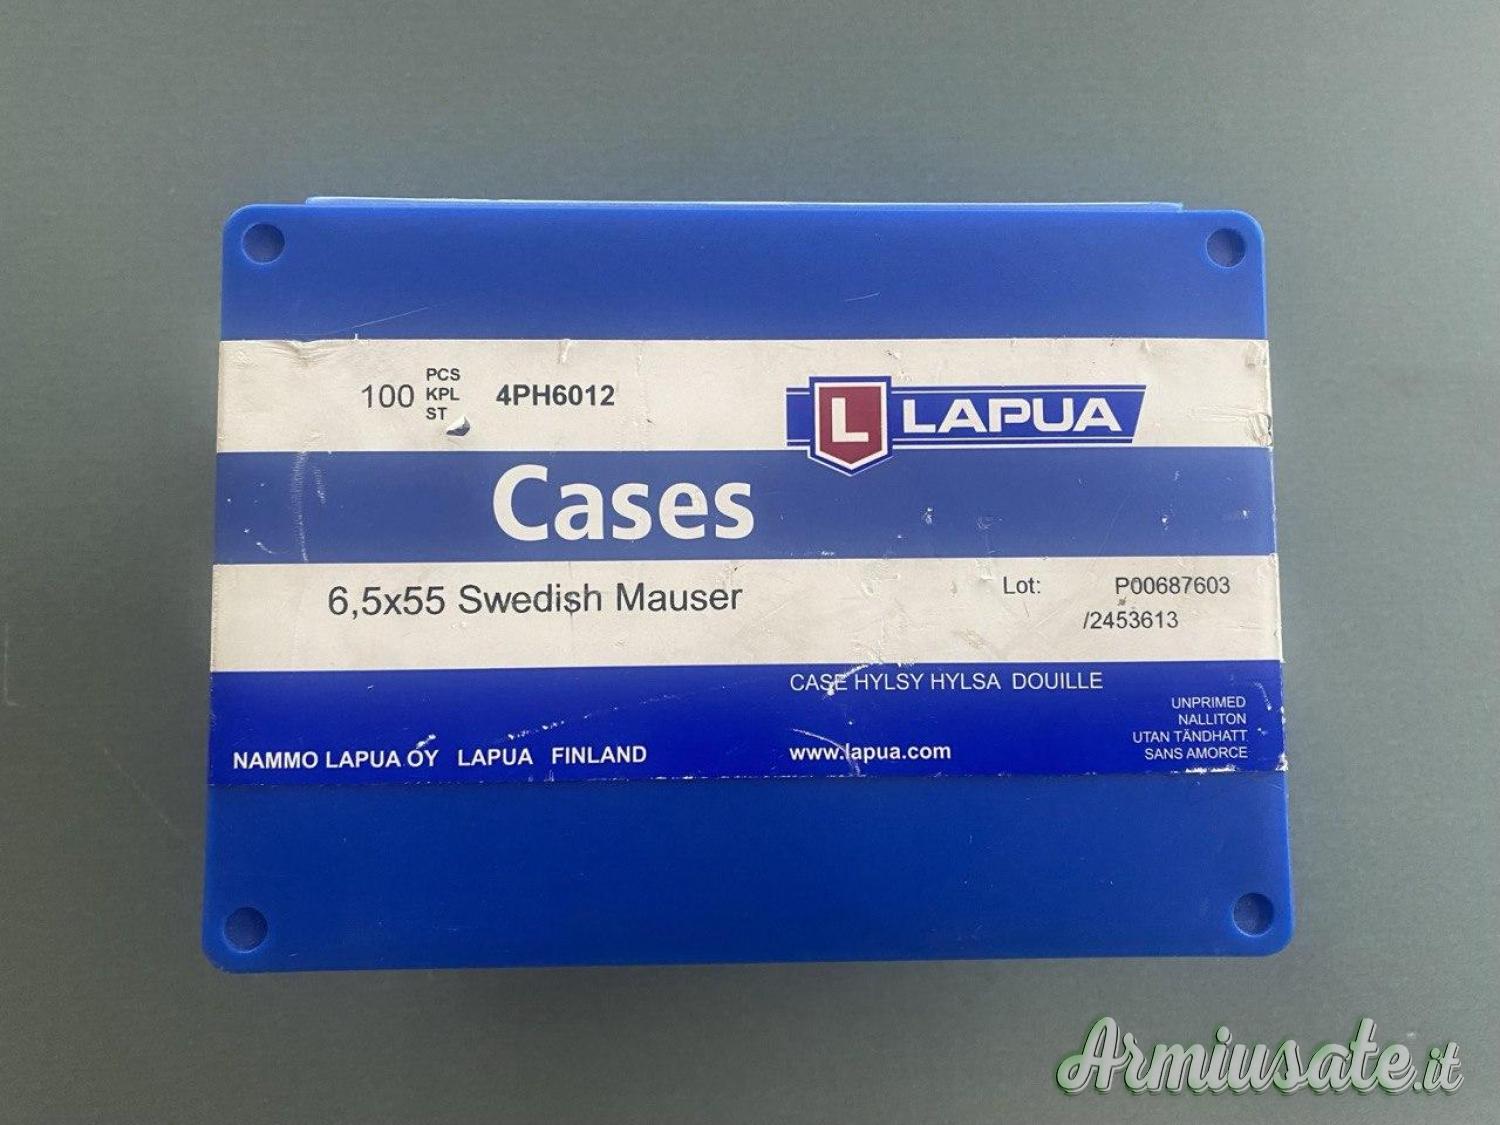 100 PCS KPL ST 4PH6012
L LAPUA
Cases
6,5x55 Swedish Mauser
Lot: P00687603
/2453613
CASE HYLSY HYLSA DOUILLE
UNPRIMED
NALLITON
UTAN TÄNDHATT
SANS AMORCE
NAMMO LAPUA OY LAPUA FINLAND
www.lapua.com
Armiusate.it